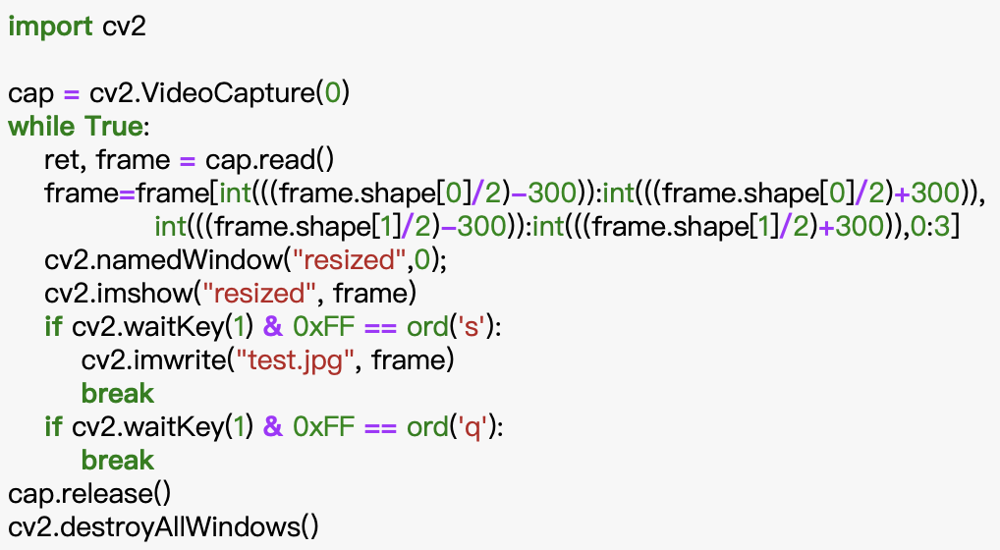 import cv2

cap = cv2.VideoCapture(0)
while True:
    ret, frame = cap.read()
    frame=frame[int(((frame.shape[0]/2)-300)):int(((frame.shape[0]/2)+300)),
            int(((frame.shape[1]/2)-300)):int(((frame.shape[1]/2)+300)),0:3]
    cv2.namedWindow("resized",0);
    cv2.imshow("resized", frame)
    if cv2.waitKey(1) & 0xFF == ord('s'):
        cv2.imwrite("test.jpg", frame)
        break
    if cv2.waitKey(1) & 0xFF == ord('q'):
        break
cap.release()
cv2.destroyAllWindows()